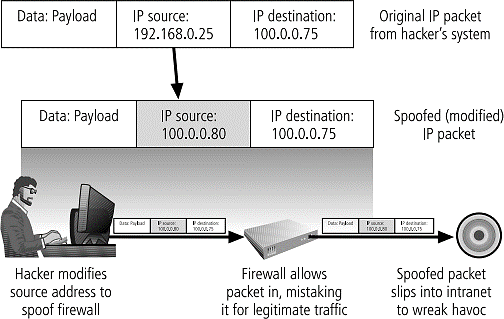 Data: Payload
IP source:
192.168.0.25
IP destination:
100.0.0.75
Original IP packet
from hacker's system
Data: Payload
IP source:
100.0.0.80
IP destination:
100.0.0.75
Spoofed (modified)
IP packet
Data: Payload
IP source:
100.0.0.80
IP destination:
100.0.0.75
Data: Payload
IP source:
100.0.0.80
IP destination:
100.0.0.75
Hacker modifies
source address to
spoof firewall
Firewall allows
packet in, mistaking
it for legitimate traffic
Spoofed packet
slips into intranet
to wreak havoc